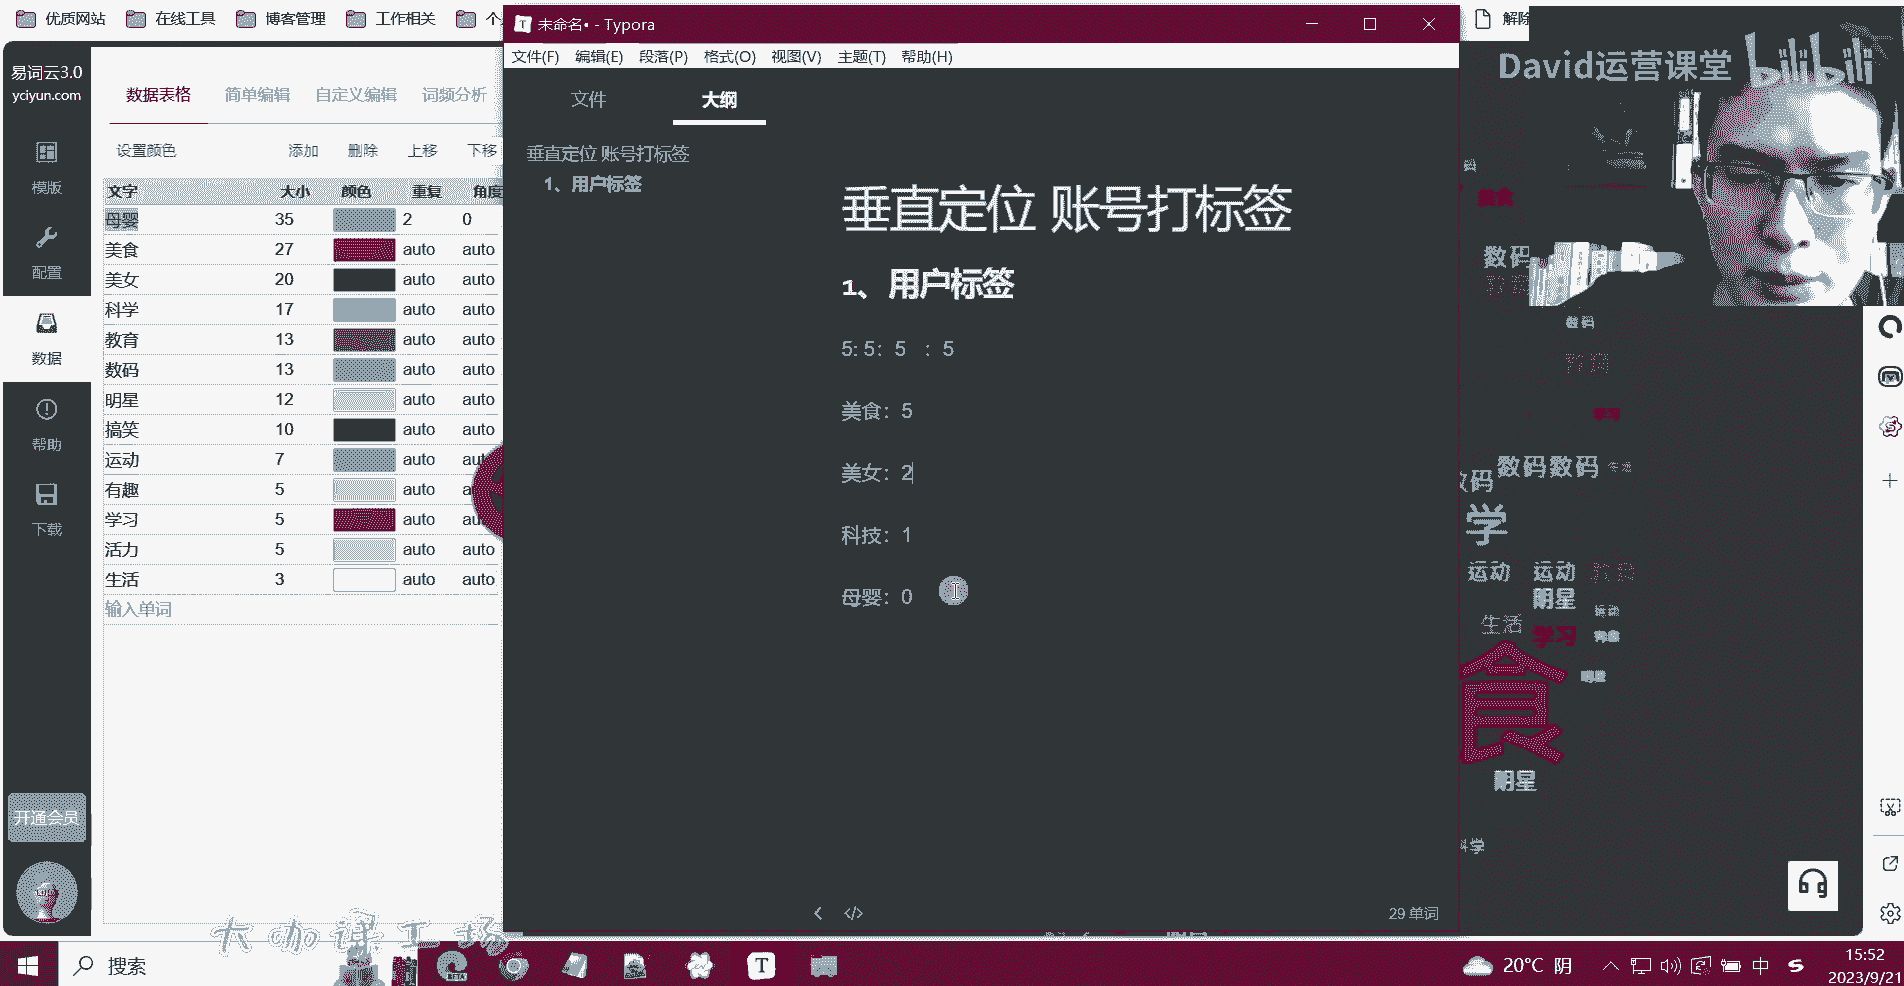 优质网站
在线工具
博客管理
工作相关
个
未命名• - Typora
解除
文件(F) 编辑(E) 段落(P) 格式(O) 视图(V) 主题(T) 帮助(H)
David运营课堂
bilibili
易词云3.0
yciyun.com
模版
配置
数据
帮助
下载
开通会员
数据表格 简单编辑 自定义编辑 词频分析
设置颜色 添加 删除 上移 下移
文字 大小 颜色 重复 角度
母婴 35 2 0
美食 27 auto auto
美女 20 auto auto
科学 17 auto auto
教育 13 auto auto
数码 13 auto auto
明星 12 auto auto
搞笑 10 auto auto
运动 7 auto
有趣 5 auto
学习 5 auto
活力 5 auto auto
生活 3 auto auto
输入单词
文件 大纲
垂直定位 账号打标签
1、用户标签
垂直定位 账号打标签
1、用户标签
5: 5: 5 : 5
美食：5
美女：2
科技：1
母婴：0
29 单词
数码
数码
学习
数码数码
学
运动 运动
明星
运动
生活 学习
食
明星
大咖课工场
搜索
20°C 阴
中
15:52
2023/9/21